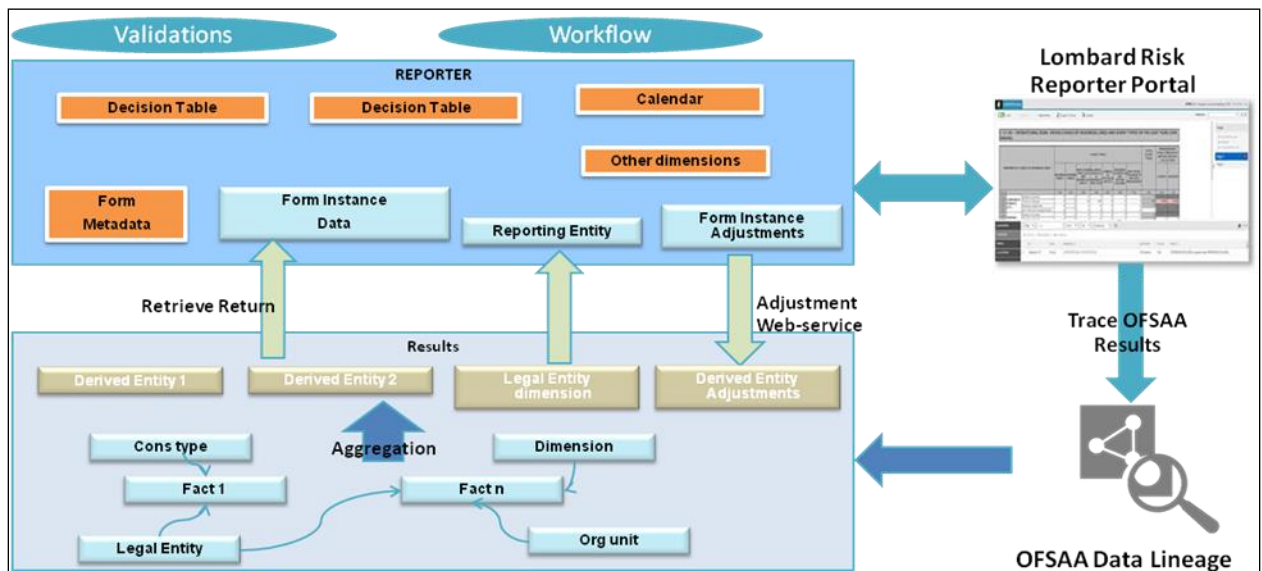 Validations
Workflow
REPORTER
Decision Table
Decision Table
Calendar
Other dimensions
Form
Metadata
Form Instance
Data
Reporting Entity
Form Instance
Adjustments
Lombard Risk
Reporter Portal
Retrieve Return
Adjustment
Web-service
Trace OFSAA
Results
Results
Derived Entity 1
Derived Entity 2
Legal Entity
dimension
Derived Entity
Adjustments
Cons type
Aggregation
Dimension
Fact 1
Fact n
Legal Entity
Org unit
OFSAA Data Lineage